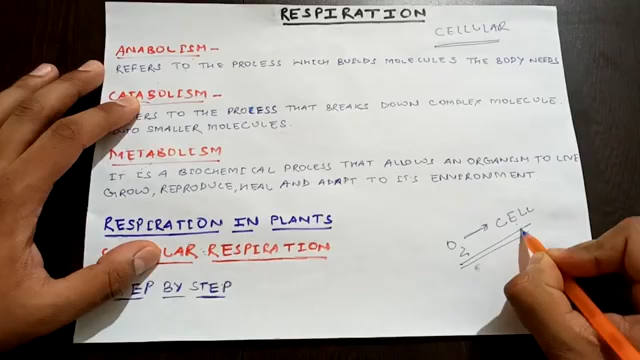 RESPIRATION
CELLULAR
ANABOLISM -
REFERS TO THE PROCESS WHICH BUILDS MOLECULES THE BODY NEEDS
CATABOLISM -
TO THE PROCESS THAT BREAKS DOWN COMPLEX MOLECULE.
INTO SMALLER MOLECULES.
METABOLISM
IT IS A BIOCHEMICAL PROCESS THAT ALLOWS AN ORGANISM TO LIVE
GROW, REPRODUCE, HEAL AND ADAPT TO ITS ENVIRONMENT
RESPIRATION IN PLANTS
O2 → CELL
RESPIRATION
BY STEP